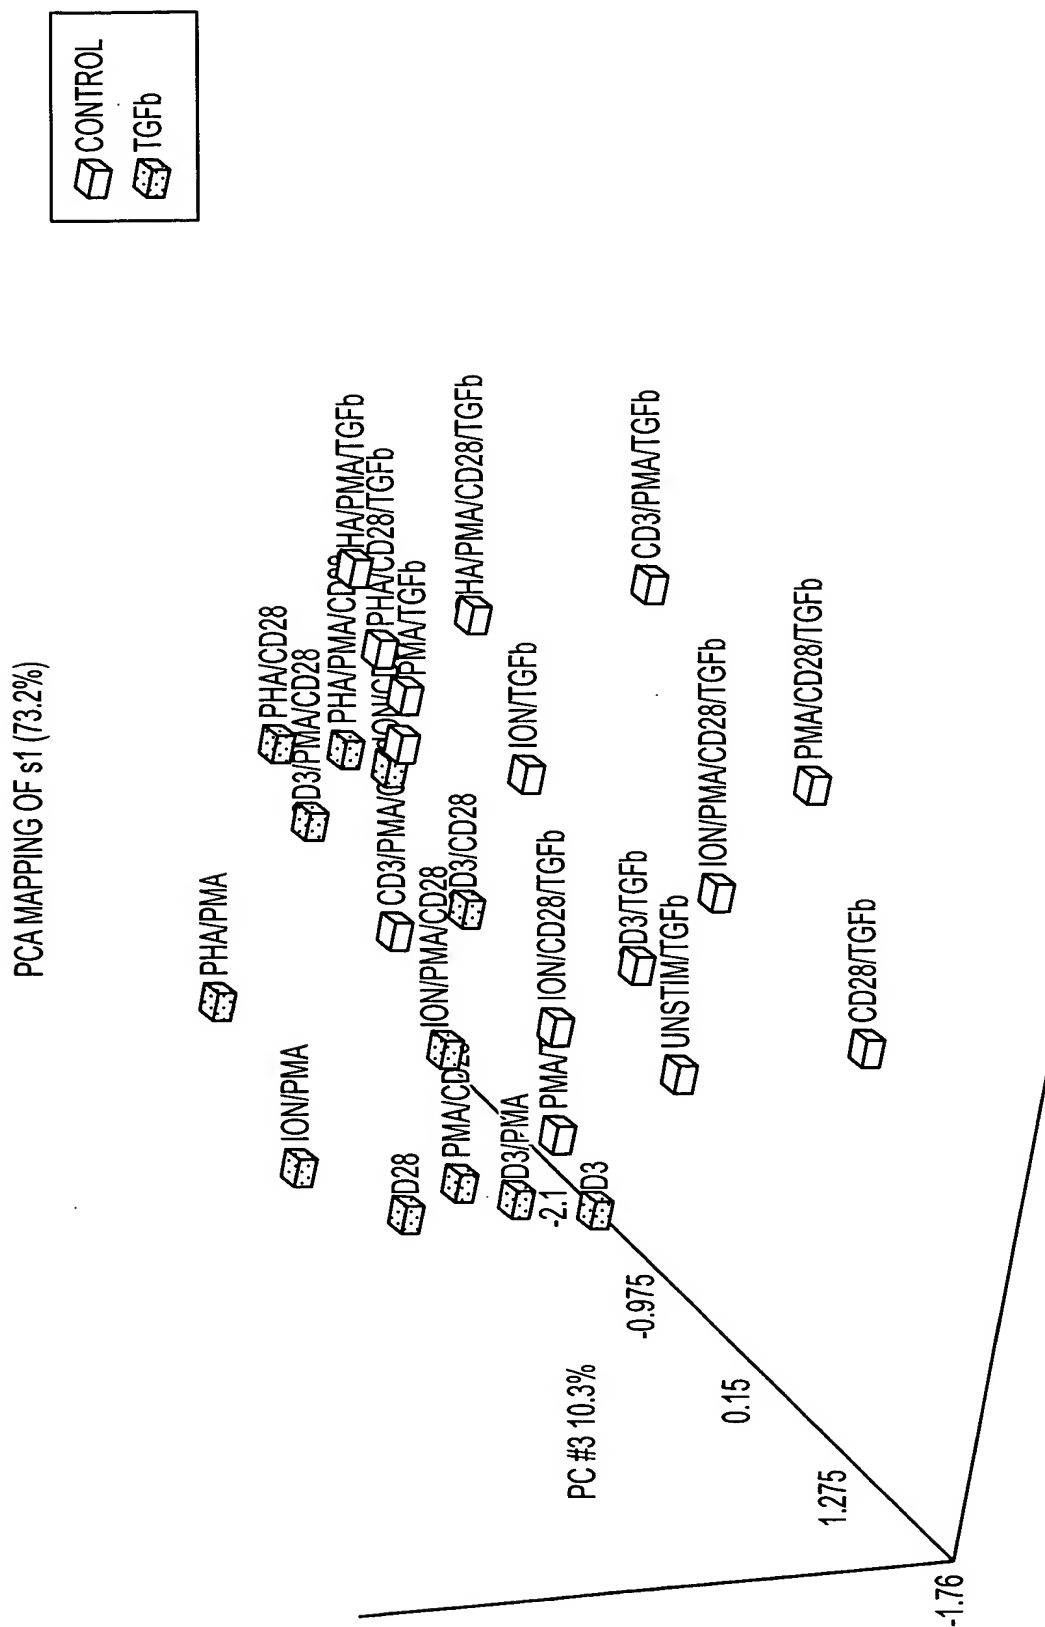 PCA MAPPING OF s1 (73.2%)
CONTROL
TGFb
PHA/PMA
PHA/CD28
D3/PMA/CD28
ION/PMA
PHA/PMA/CD28
HA/PMA/TGFb
PHA/CD28/TGFb
PMA/TGFb
CD3/PMA/C
D28
ION/PMA/CD28
D3/CD28
HA/PMA/CD28/TGFb
PMA/CD28
D3/PMA
ION/TGFb
PMA/T
ION/CD28/TGFb
-2.1
D3
D3/TGFb
CD3/PMA/TGFb
UNSTIM/TGFb
ION/PMA/CD28/TGFb
-0.975
PC #3 10.3%
0.15
PMA/CD28/TGFb
1.275
CD28/TGFb
-1.76